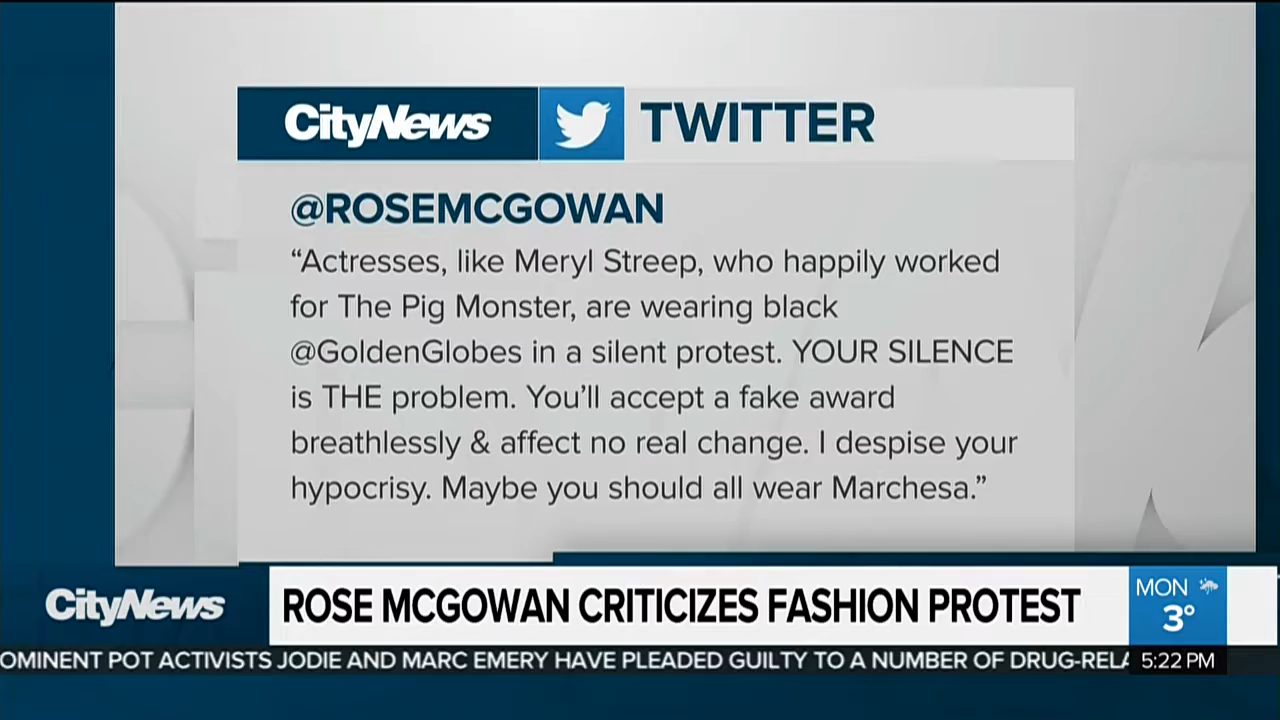 CityNews TWITTER
@ROSEMCGOWAN
“Actresses, like Meryl Streep, who happily worked
for The Pig Monster, are wearing black
@GoldenGlobes in a silent protest. YOUR SILENCE
is THE problem. You’ll accept a fake award
breathlessly & affect no real change. I despise your
hypocrisy. Maybe you should all wear Marchesa.”
CityNews ROSE MCGOWAN CRITICIZES FASHION PROTEST MON
3°
OMINENT POT ACTIVISTS JODIE AND MARC EMERY HAVE PLEADED GUILTY TO A NUMBER OF DRUG-RELA 5:22 PM